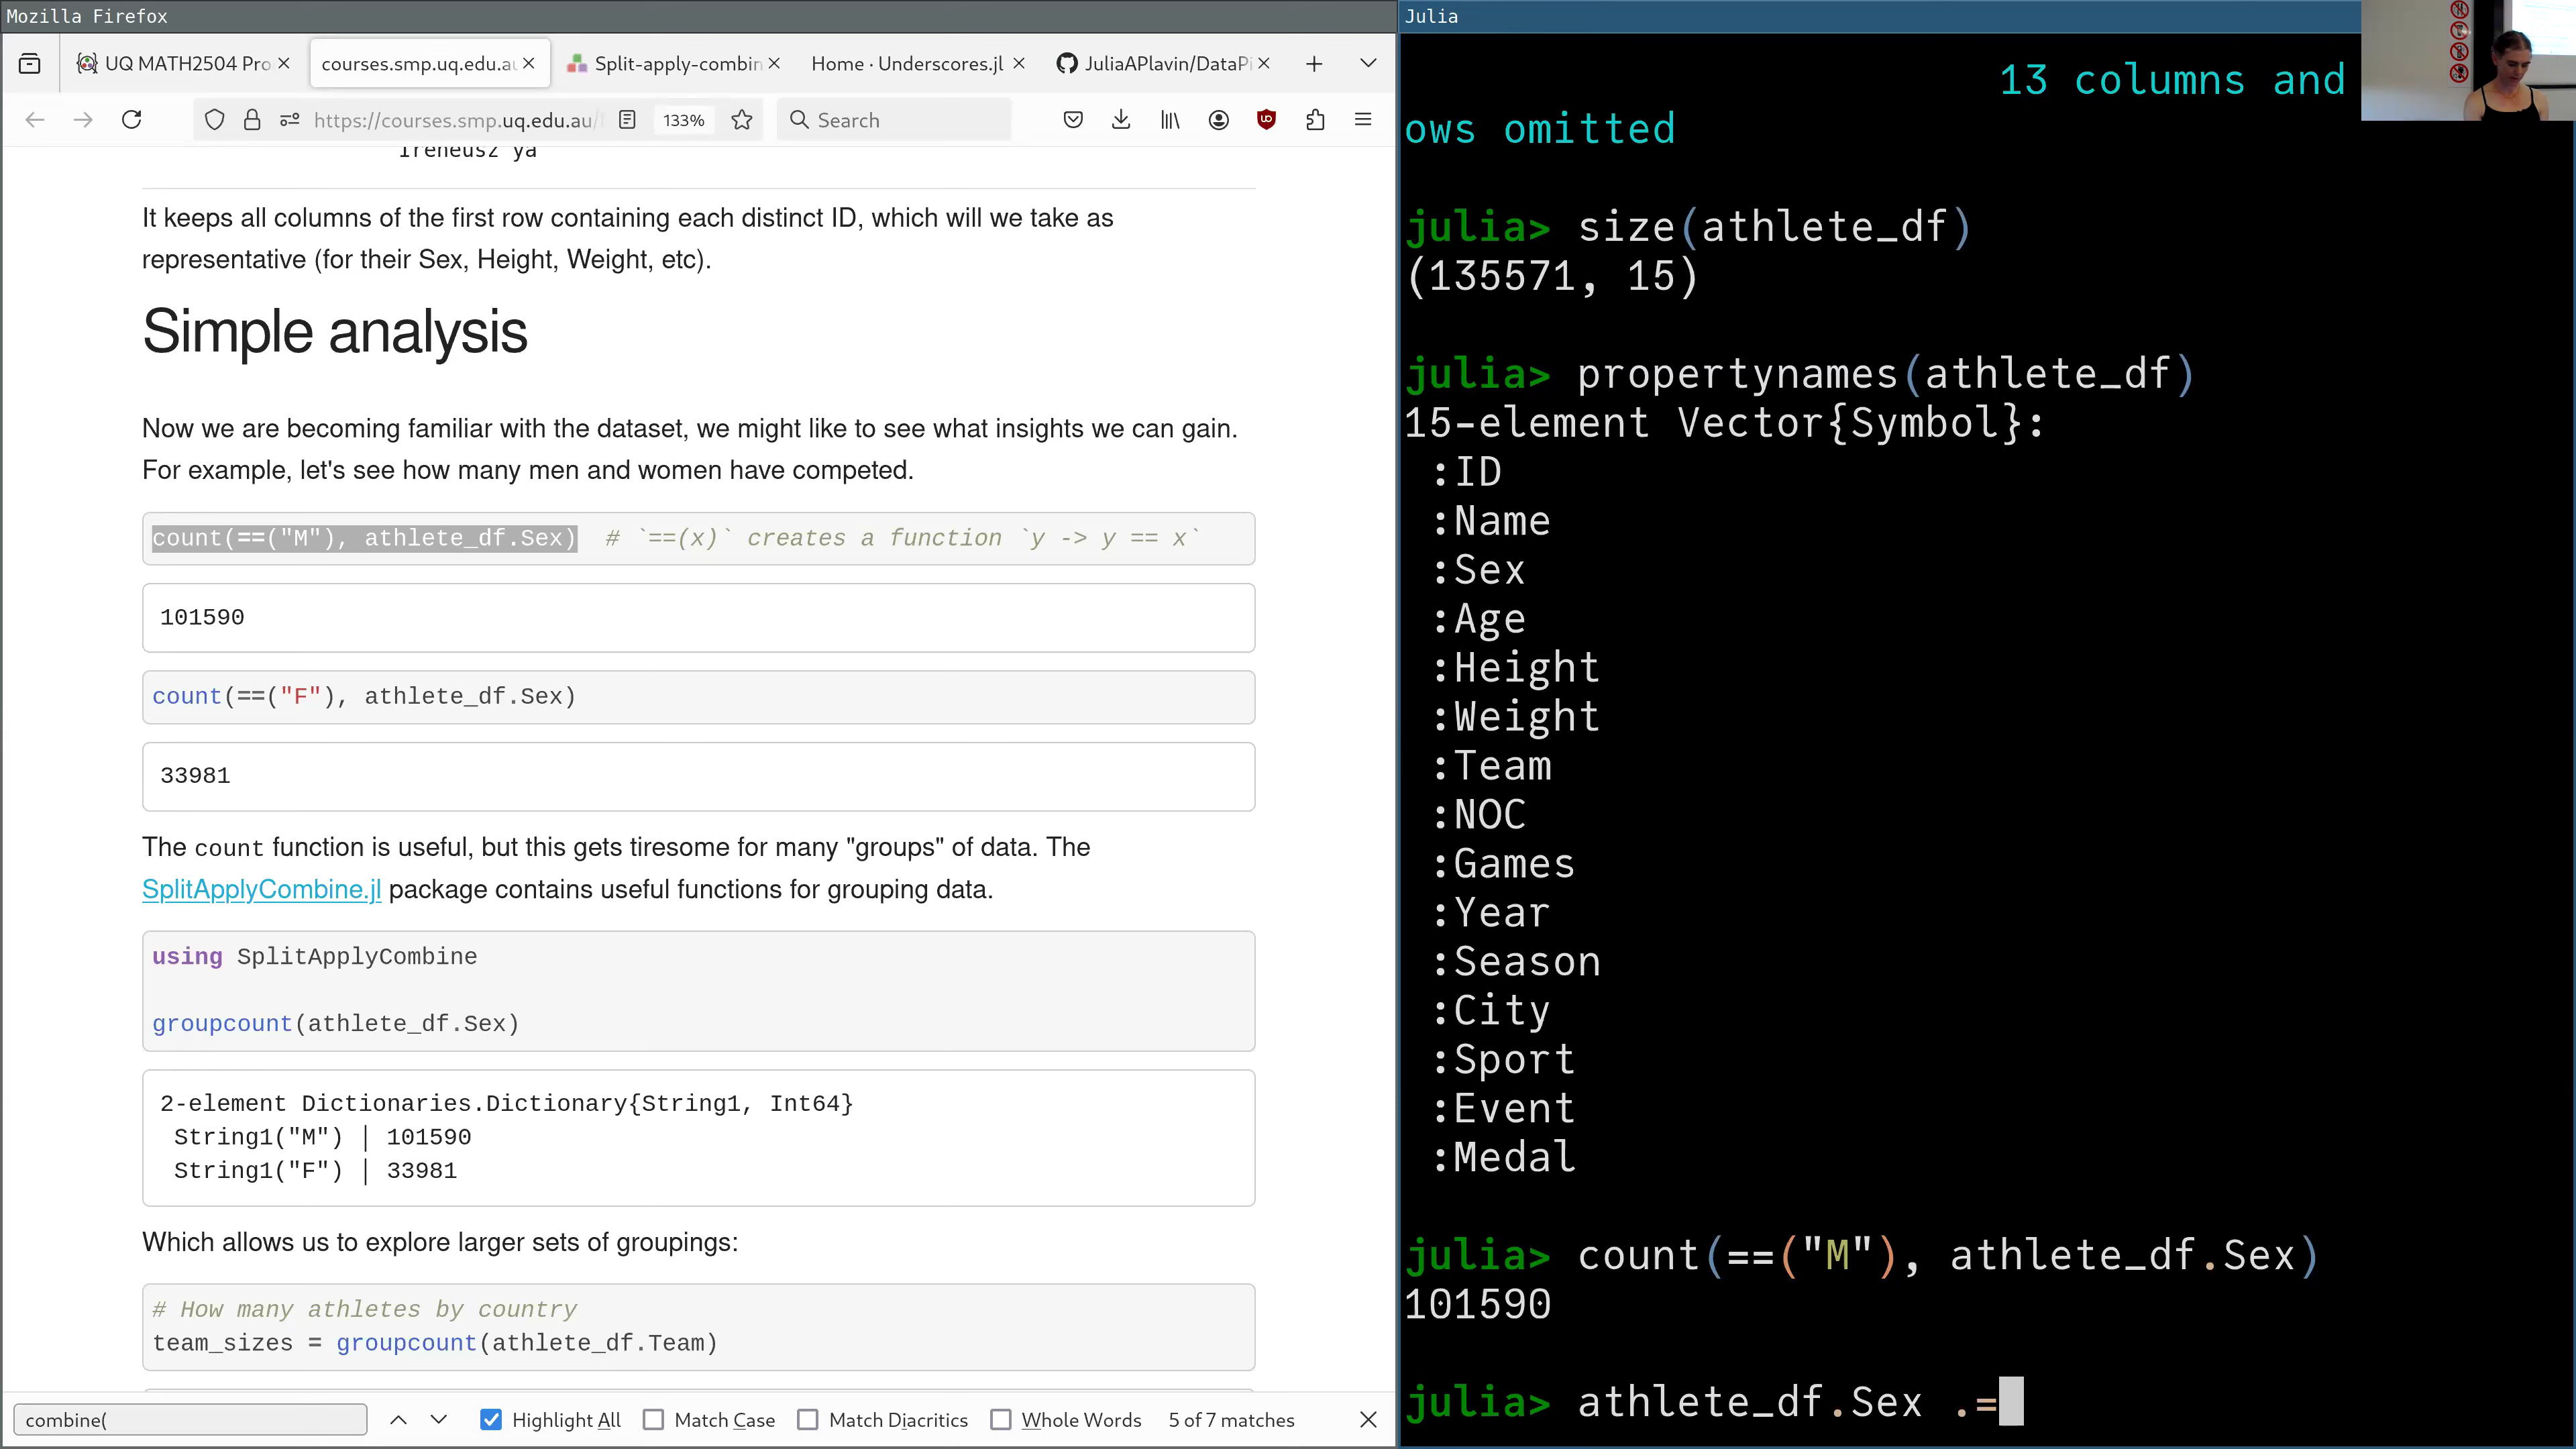 Mozilla Firefox
UQ MATH2504 Pro
courses.smp.uq.edu.au
Split-apply-combin
Home · Underscores.jl
JuliaAPlavin/DataPi
https://courses.smp.uq.edu.au/
133%
Search
Ireneusz ya
It keeps all columns of the first row containing each distinct ID, which will we take as
representative (for their Sex, Height, Weight, etc).
Simple analysis
Now we are becoming familiar with the dataset, we might like to see what insights we can gain.
For example, let's see how many men and women have competed.
count(==("M"), athlete_df.Sex)  # `==(x)` creates a function `y -> y == x`
101590
count(==("F"), athlete_df.Sex)
33981
The count function is useful, but this gets tiresome for many "groups" of data. The
SplitApplyCombine.jl package contains useful functions for grouping data.
using SplitApplyCombine
groupcount(athlete_df.Sex)
2-element Dictionaries.Dictionary{String1, Int64}
String1("M") | 101590
String1("F") | 33981
Which allows us to explore larger sets of groupings:
# How many athletes by country
team_sizes = groupcount(athlete_df.Team)
combine(
Highlight All
Match Case
Match Diacritics
Whole Words
5 of 7 matches
Julia
13 columns and
ows omitted
julia> size(athlete_df)
(135571, 15)
julia> propertynames(athlete_df)
15-element Vector{Symbol}:
:ID
:Name
:Sex
:Age
:Height
:Weight
:Team
:NOC
:Games
:Year
:Season
:City
:Sport
:Event
:Medal
julia> count(==("M"), athlete_df.Sex)
101590
julia> athlete_df.Sex .=